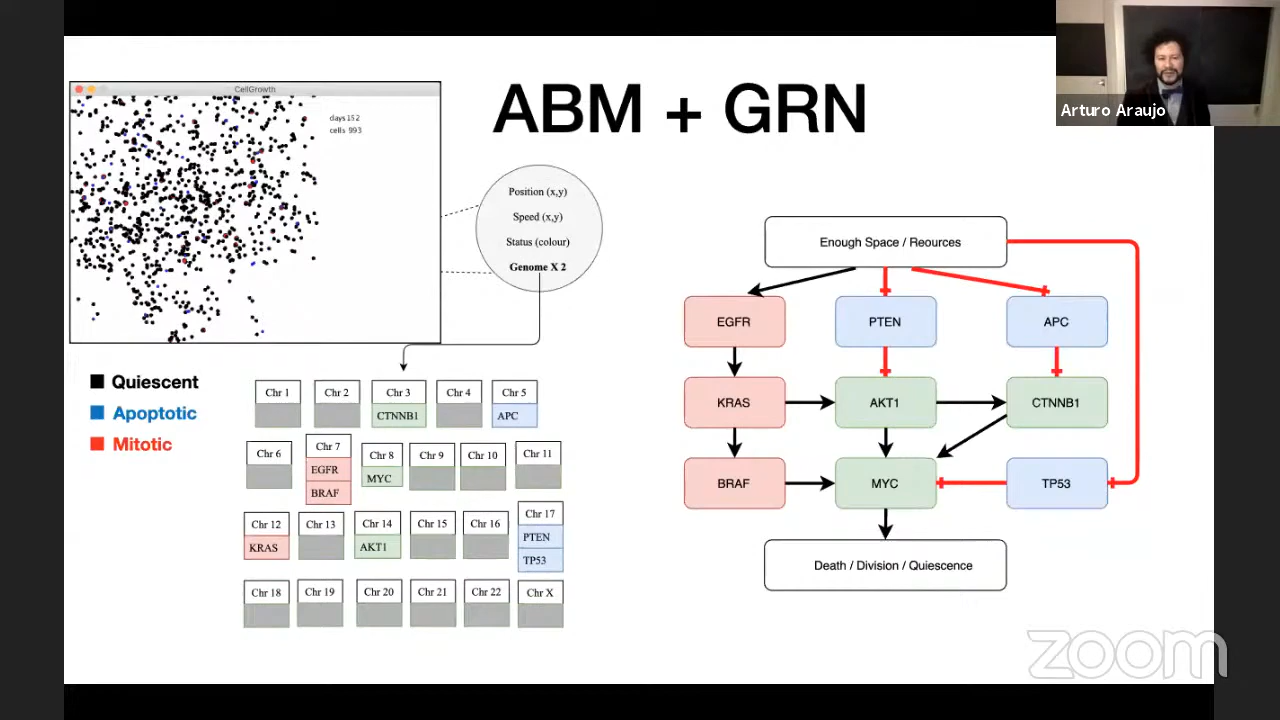 ABM + GRN
Arturo Araujo
CellGrowth
days152
cells 993
Position (x,y)
Speed (x,y)
Status (colour)
Genome X 2
Quiescent
Apoptotic
Mitotic
Chr 1
Chr 2
Chr 3
CTNNB1
Chr 4
Chr 5
APC
Chr 6
Chr 7
EGFR
BRAF
Chr 8
MYC
Chr 9
Chr 10
Chr 11
Chr 12
KRAS
Chr 13
Chr 14
AKT1
Chr 15
Chr 16
Chr 17
PTEN
TP53
Chr 18
Chr 19
Chr 20
Chr 21
Chr 22
Chr X
Enough Space / Reources
EGFR
PTEN
APC
KRAS
AKT1
CTNNB1
BRAF
MYC
TP53
Death / Division / Quiescence
zoom